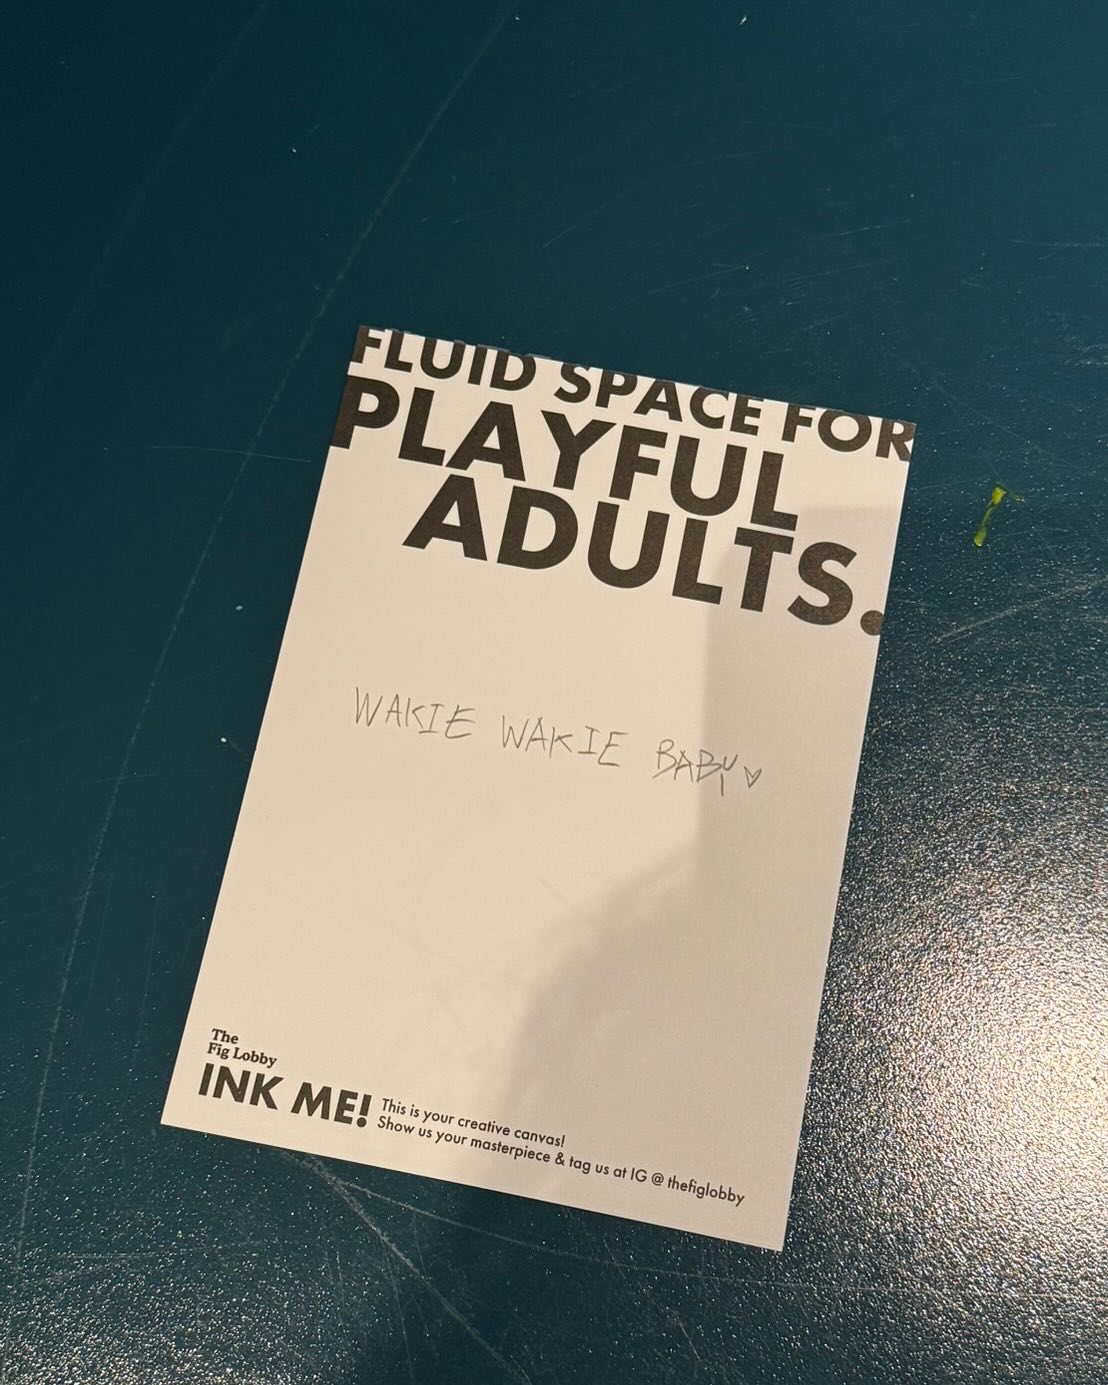 FLUID SPACE FOR
PLAYFUL
ADULTS.
WAKIE WAKIE BABY♡
The
Fig Lobby
INK ME!
This is your creative canvas!
Show us your masterpiece & tag us at IG @ thefiglobby